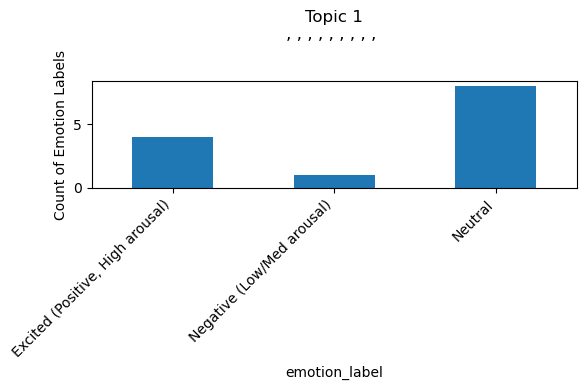 Topic 1
, , , , , , , , ,
Count of Emotion Labels
5
0
Excited (Positive, High arousal)
Negative (Low/Med arousal)
Neutral
emotion_label